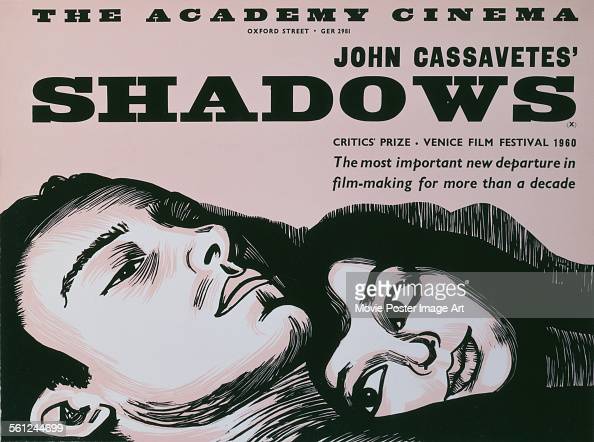 THE ACADEMY CINEMA
OXFORD STREET · GER 2981
JOHN CASSAVETES'
SHADOWS
(X)
CRITICS' PRIZE · VENICE FILM FESTIVAL 1960
The most important new departure in
film-making for more than a decade
gettyimages
Movie Poster Image Art
561244699